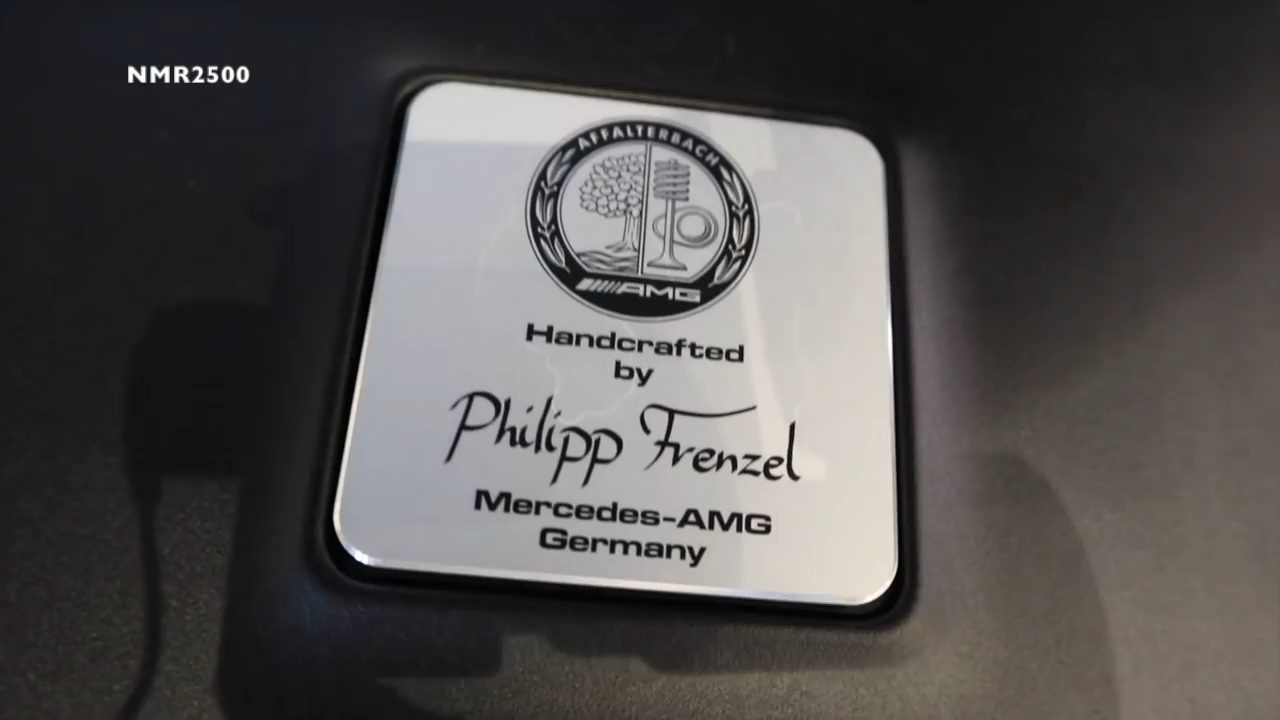 NMR2500
AFFALTERBACH
AMG
Handcrafted
by
Philipp Frenzel
Mercedes-AMG
Germany